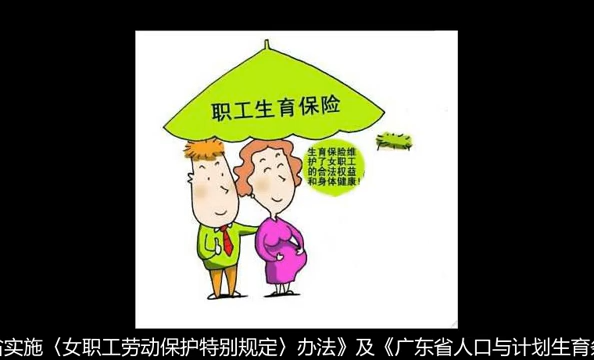 职工生育保险
生育保险维
护了女职工
的合法权益
和身体健康！
实施〈女职工劳动保护特别规定〉办法》及《广东省人口与计划生育